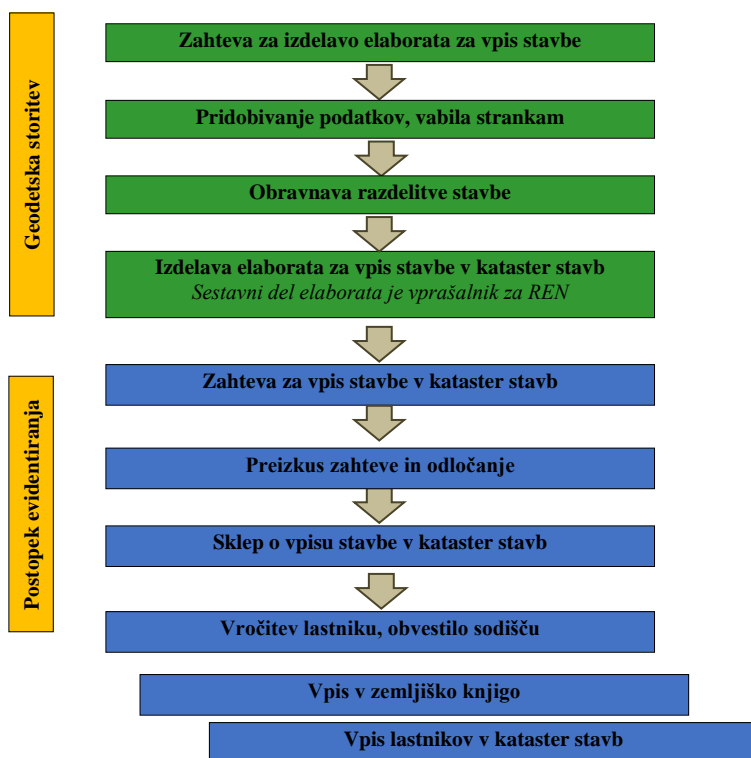 Geodetska storitev
Zahteva za izdelavo elaborata za vpis stavbe
Pridobivanje podatkov, vabila strankam
Obravnava razdelitve stavbe
Izdelava elaborata za vpis stavbe v kataster stavb
Sestavni del elaborata je vprašalnik za REN
Postopek evidentiranja
Zahteva za vpis stavbe v kataster stavb
Preizkus zahteve in odločanje
Sklep o vpisu stavbe v kataster stavb
Vročitev lastniku, obvestilo sodišču
Vpis v zemljiško knjigo
Vpis lastnikov v kataster stavb